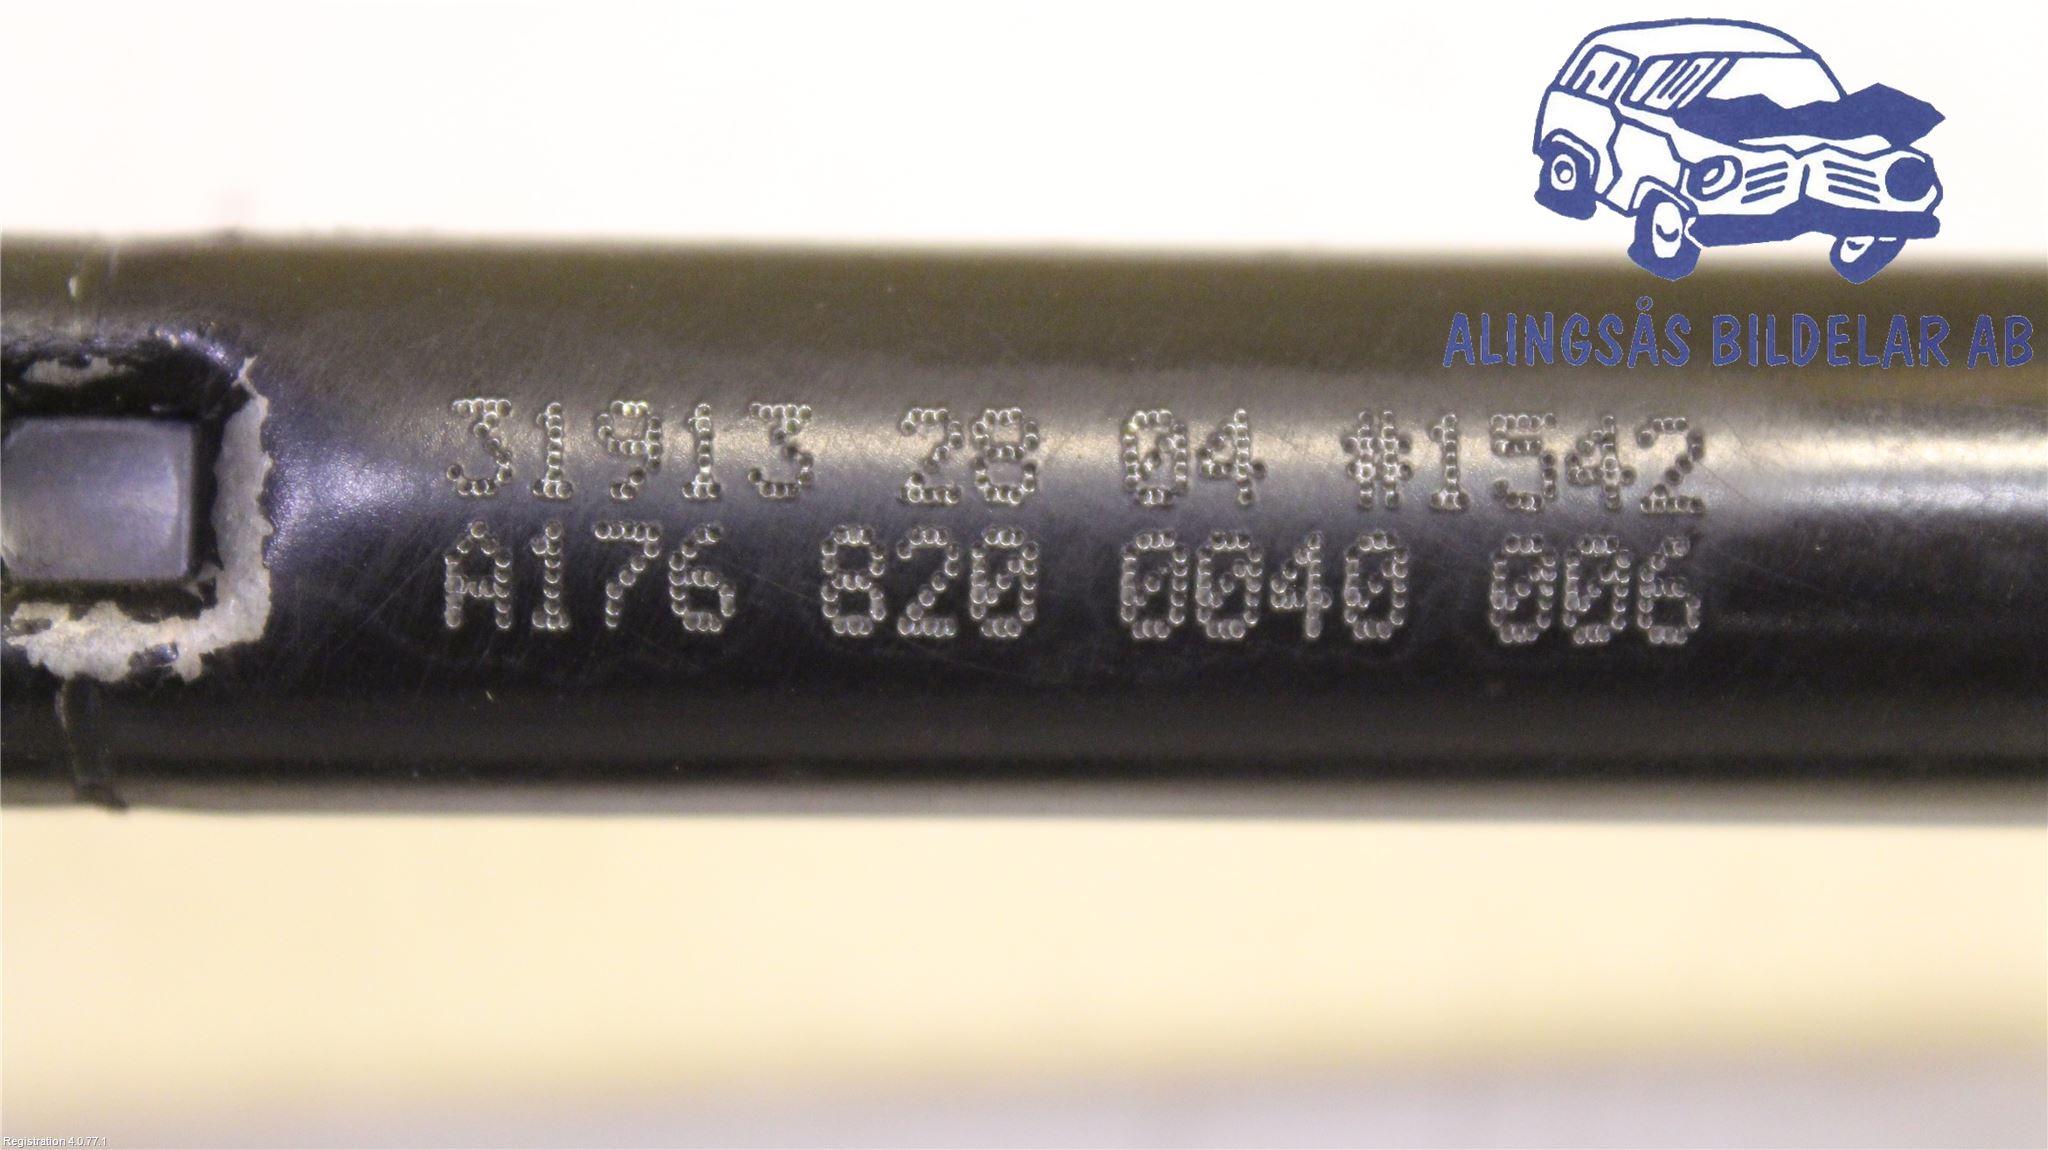 ALINGSÅS BILDELAR AB
31913 28 04 #1542
A176 820 0040 006
Registration 4.0.77.1